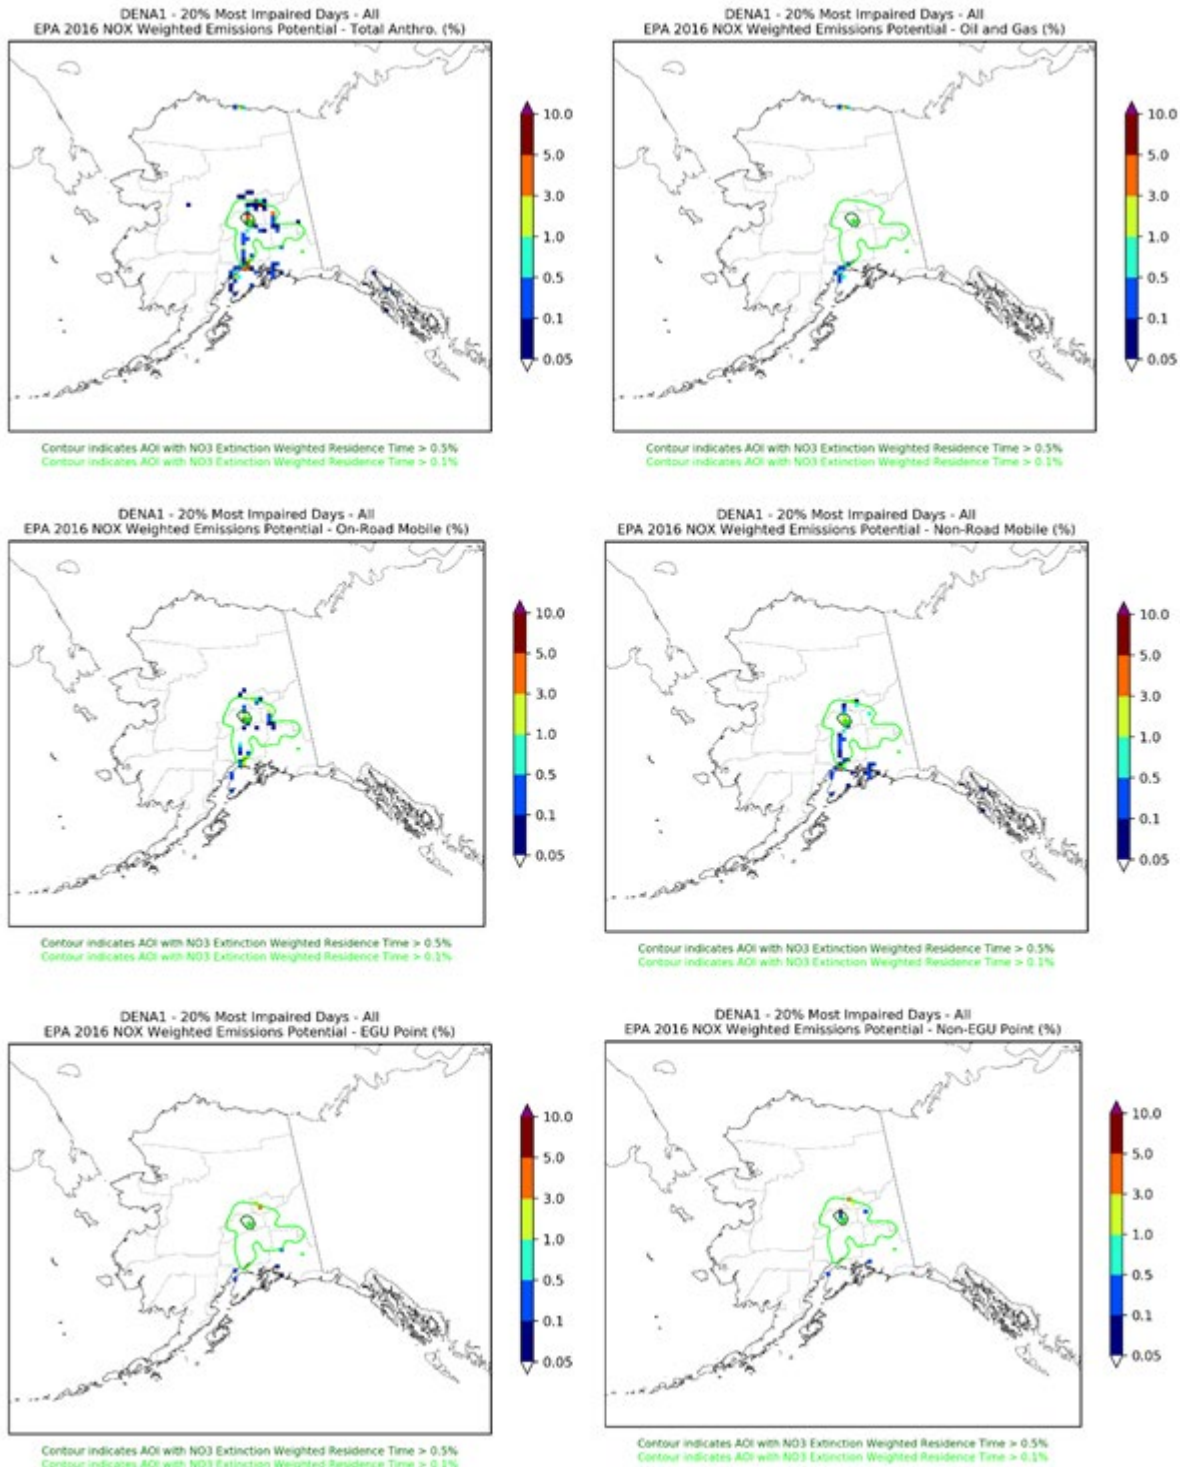 DENA1 - 20% Most Impaired Days - All
EPA 2016 NOX Weighted Emissions Potential - Total Anthro. (%)
10.0
5.0
3.0
1.0
0.5
0.1
0.05
Contour indicates AOI with NO3 Extinction Weighted Residence Time > 0.5%
Contour indicates AOI with NO3 Extinction Weighted Residence Time > 0.1%
DENA1 - 20% Most Impaired Days - All
EPA 2016 NOX Weighted Emissions Potential - Oil and Gas (%)
10.0
5.0
3.0
1.0
0.5
0.1
0.05
Contour indicates AOI with NO3 Extinction Weighted Residence Time > 0.5%
Contour indicates AOI with NO3 Extinction Weighted Residence Time > 0.1%
DENA1 - 20% Most Impaired Days - All
EPA 2016 NOX Weighted Emissions Potential - On-Road Mobile (%)
10.0
5.0
3.0
1.0
0.5
0.1
0.05
Contour indicates AOI with NO3 Extinction Weighted Residence Time > 0.5%
Contour indicates AOI with NO3 Extinction Weighted Residence Time > 0.1%
DENA1 - 20% Most Impaired Days - All
EPA 2016 NOX Weighted Emissions Potential - Non-Road Mobile (%)
10.0
5.0
3.0
1.0
0.5
0.1
0.05
Contour indicates AOI with NO3 Extinction Weighted Residence Time > 0.5%
Contour indicates AOI with NO3 Extinction Weighted Residence Time > 0.1%
DENA1 - 20% Most Impaired Days - All
EPA 2016 NOX Weighted Emissions Potential - EGU Point (%)
10.0
5.0
3.0
1.0
0.5
0.1
0.05
Contour indicates AOI with NO3 Extinction Weighted Residence Time > 0.5%
Contour indicates AOI with NO3 Extinction Weighted Residence Time > 0.1%
DENA1 - 20% Most Impaired Days - All
EPA 2016 NOX Weighted Emissions Potential - Non-EGU Point (%)
10.0
5.0
3.0
1.0
0.5
0.1
0.05
Contour indicates AOI with NO3 Extinction Weighted Residence Time > 0.5%
Contour indicates AOI with NO3 Extinction Weighted Residence Time > 0.1%